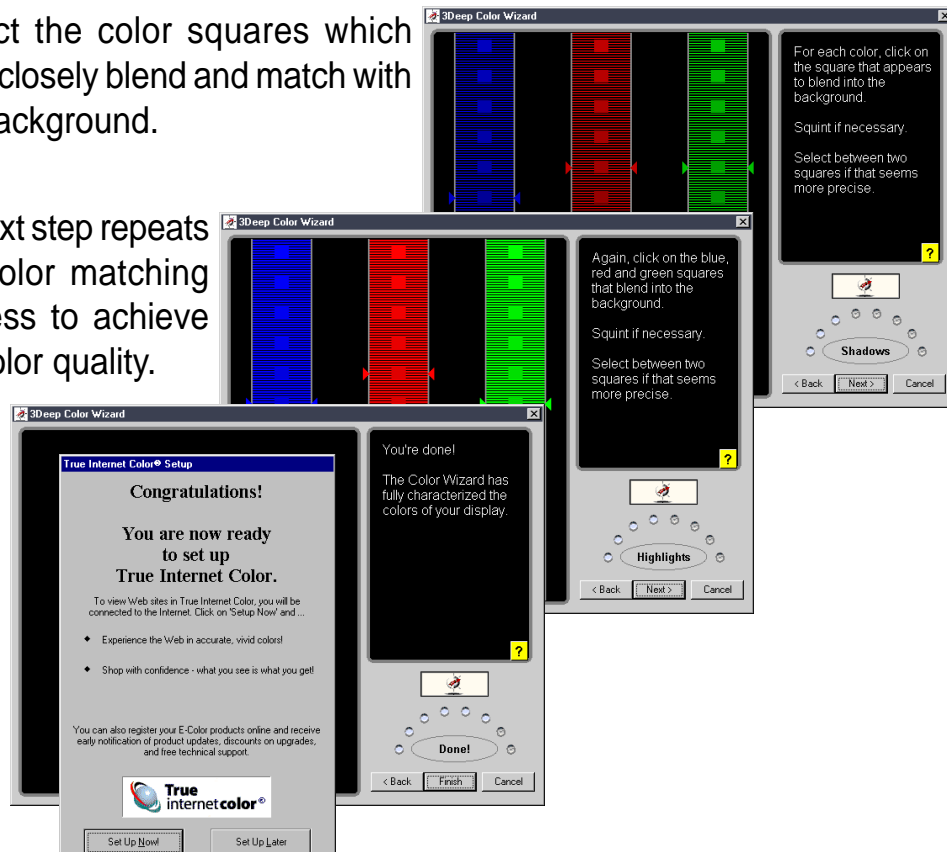 ct the color squares which
closely blend and match with
ackground.
xt step repeats
color matching
ess to achieve
olor quality.
3Deep Color Wizard
For each color, click on
the square that appears
to blend into the
background.
Squint if necessary.
Select between two
squares if that seems
more precise.
?
Shadows
< Back
Next >
Cancel
3Deep Color Wizard
Again, click on the blue,
red and green squares
that blend into the
background.
Squint if necessary.
Select between two
squares if that seems
more precise.
?
Highlights
< Back
Next >
Cancel
3Deep Color Wizard
True Internet Color® Setup
Congratulations!
You are now ready
to set up
True Internet Color.
To view Web sites in True Internet Color, you will be
connected to the Internet. Click on 'Setup Now' and ...
◆ Experience the Web in accurate, vivid colors!
◆ Shop with confidence - what you see is what you get!
You can also register your E-Color products online and receive
early notification of product updates, discounts on upgrades,
and free technical support.
True
internetcolor®
Set Up Now!
Set Up Later
You're done!
The Color Wizard has
fully characterized the
colors of your display.
?
Done!
< Back
Finish
Cancel